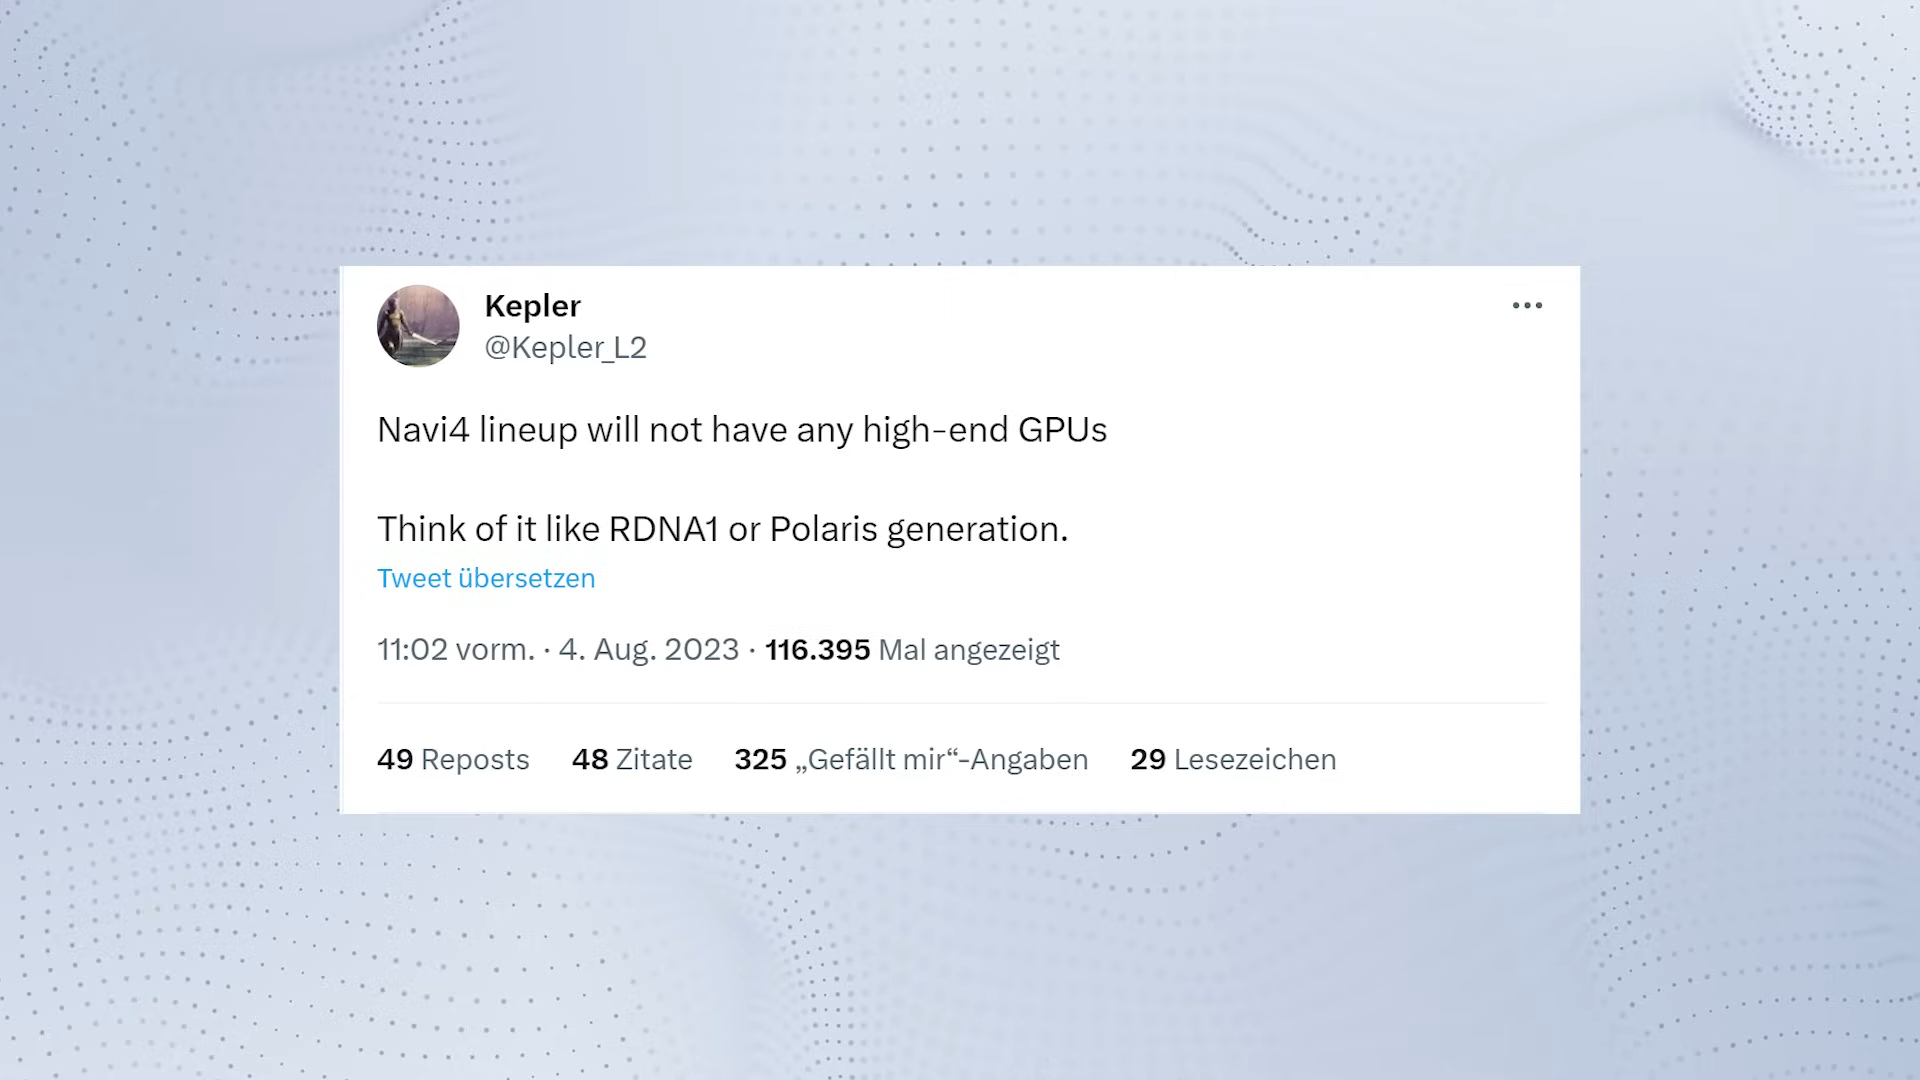 Kepler
@Kepler_L2
Navi4 lineup will not have any high-end GPUs
Think of it like RDNA1 or Polaris generation.
Tweet übersetzen
11:02 vorm. · 4. Aug. 2023 · 116.395 Mal angezeigt
49 Reposts 48 Zitate 325 „Gefällt mir“-Angaben 29 Lesezeichen